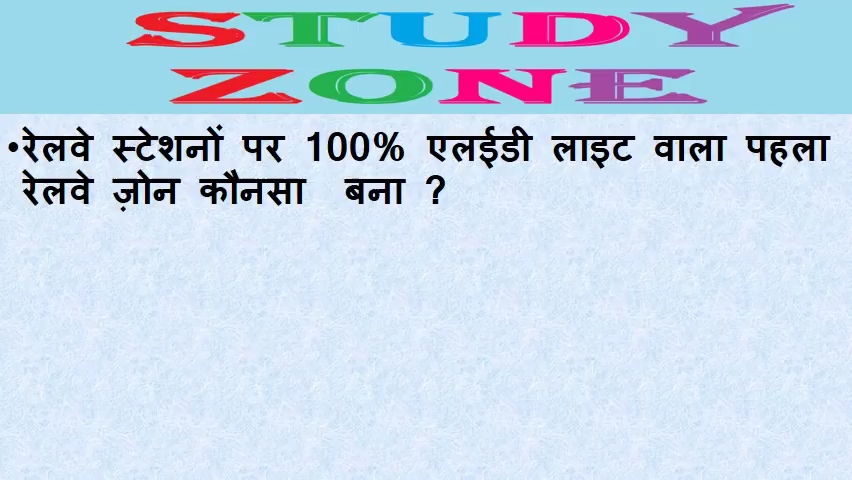 STUDY
ZONE
•रेलवे स्टेशनों पर 100% एलईडी लाइट वाला पहला
रेलवे ज़ोन कौनसा बना ?